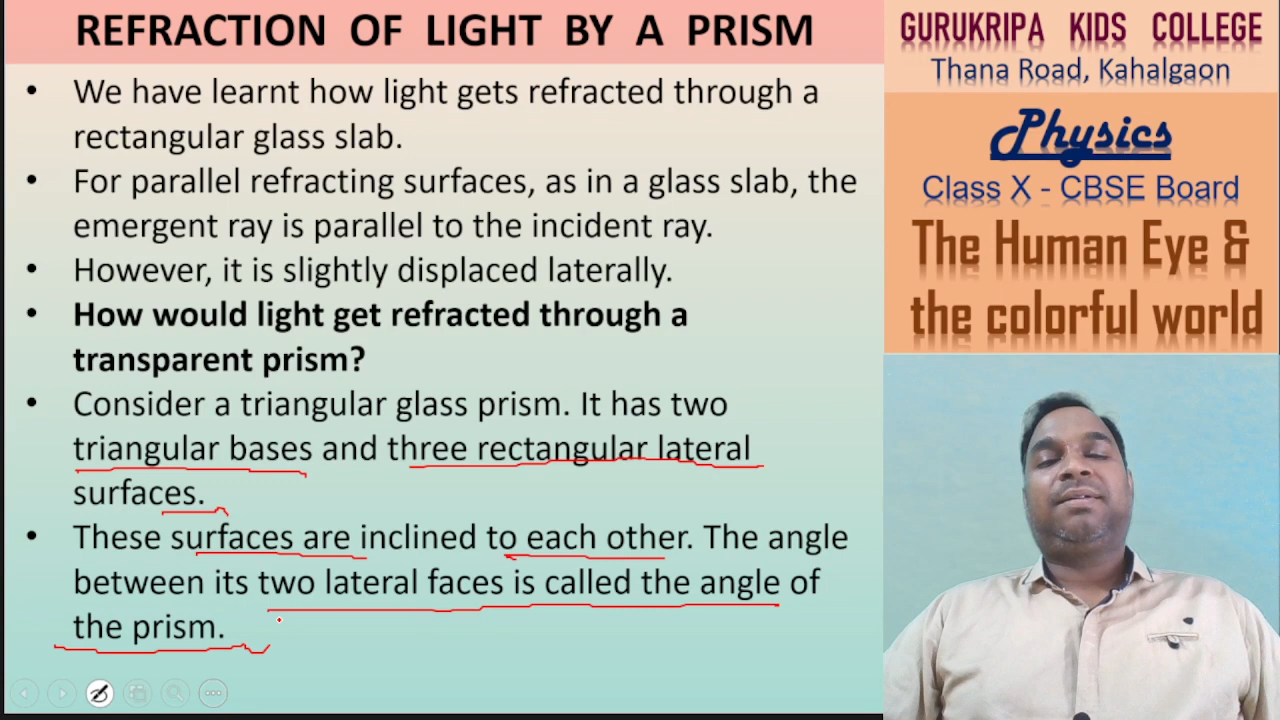 REFRACTION OF LIGHT BY A PRISM
• We have learnt how light gets refracted through a
rectangular glass slab.
• For parallel refracting surfaces, as in a glass slab, the
emergent ray is parallel to the incident ray.
• However, it is slightly displaced laterally.
• How would light get refracted through a
transparent prism?
• Consider a triangular glass prism. It has two
triangular bases and three rectangular lateral
surfaces.
• These surfaces are inclined to each other. The angle
between its two lateral faces is called the angle of
the prism.
GURUKRIPA KIDS COLLEGE
Thana Road, Kahalgaon
Physics
Class X - CBSE Board
The Human Eye &
the colorful world